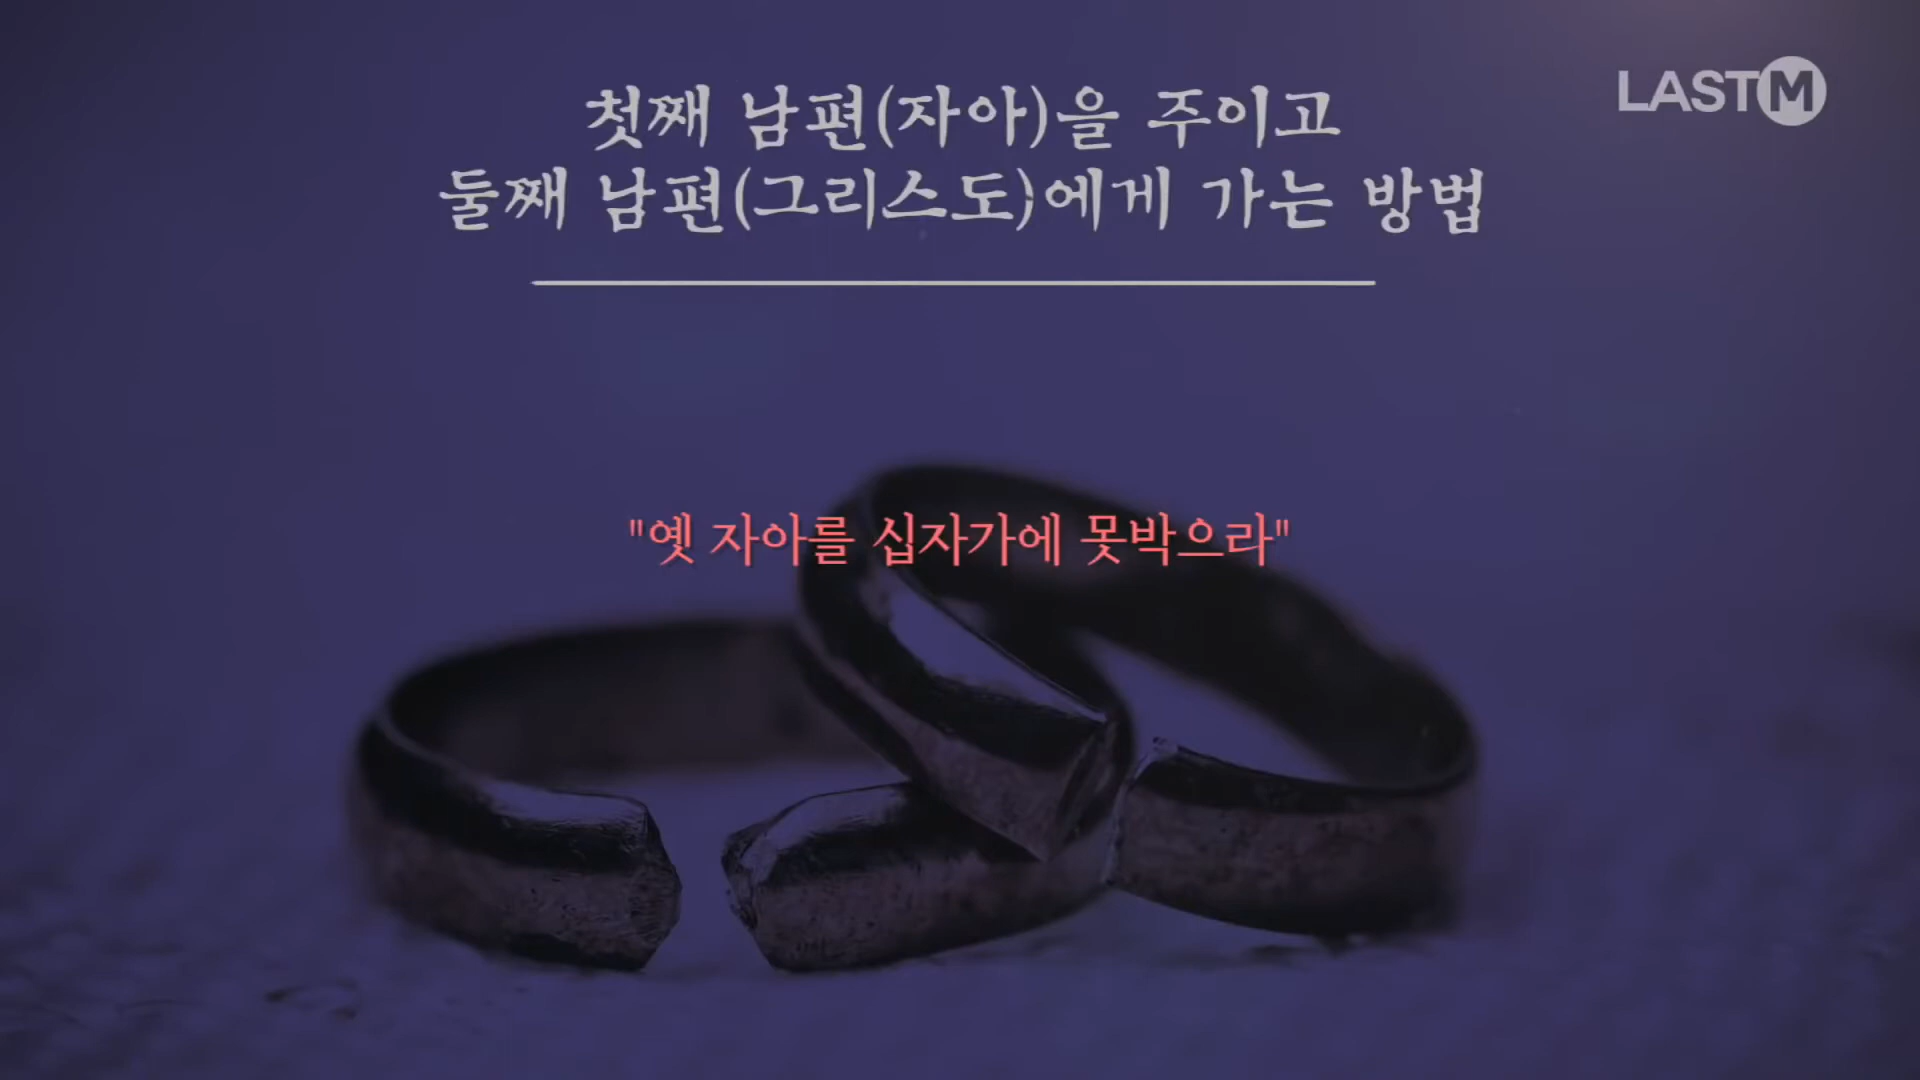 LAST M
첫째 남편(자아)을 주이고
둘째 남편(그리스도)에게 가는 방법
"옛 자아를 십자가에 못박으라"